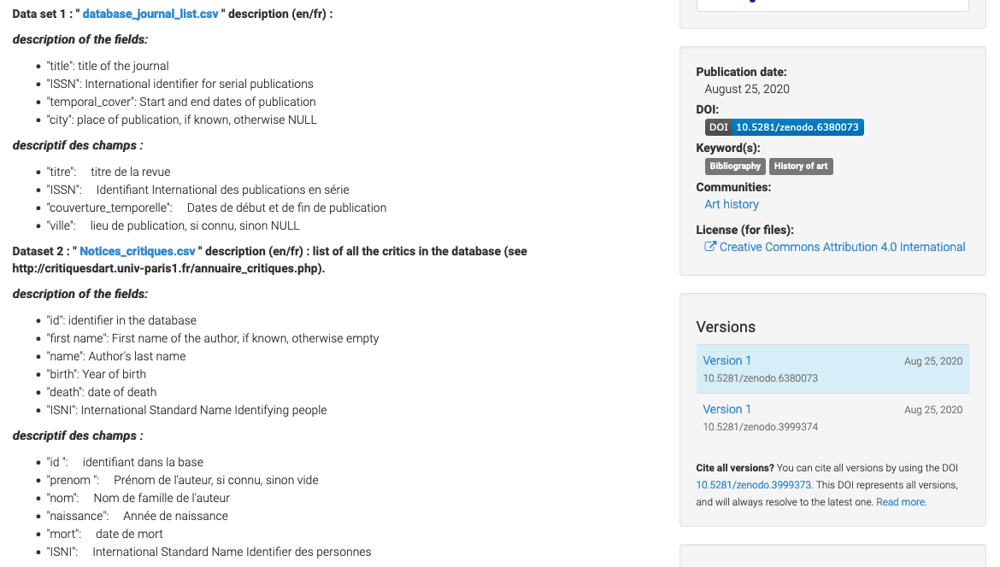 Data set 1 : " database_journal_list.csv " description (en/fr) :
description of the fields:
• "title": title of the journal
• "ISSN": International identifier for serial publications
• "temporal_cover": Start and end dates of publication
• "city": place of publication, if known, otherwise NULL
descriptif des champs :
• "titre": titre de la revue
• "ISSN": Identifiant International des publications en série
• "couverture_temporelle": Dates de début et de fin de publication
• "ville": lieu de publication, si connu, sinon NULL
Dataset 2 : " Notices_critiques.csv " description (en/fr) : list of all the critics in the database (see
http://critiquesdart.univ-paris1.fr/annuaire_critiques.php).
description of the fields:
• "id": identifier in the database
• "first name": First name of the author, if known, otherwise empty
• "name": Author's last name
• "birth": Year of birth
• "death": date of death
• "ISNI": International Standard Name Identifying people
descriptif des champs :
• "id ": identifiant dans la base
• "prenom ": Prénom de l'auteur, si connu, sinon vide
• "nom": Nom de famille de l'auteur
• "naissance": Année de naissance
• "mort": date de mort
• "ISNI": International Standard Name Identifier des personnes
Publication date:
August 25, 2020
DOI:
DOI 10.5281/zenodo.6380073
Keyword(s):
Bibliography History of art
Communities:
Art history
License (for files):
Creative Commons Attribution 4.0 International
Versions
Version 1 Aug 25, 2020
10.5281/zenodo.6380073
Version 1 Aug 25, 2020
10.5281/zenodo.3999374
Cite all versions? You can cite all versions by using the DOI
10.5281/zenodo.3999373. This DOI represents all versions,
and will always resolve to the latest one. Read more.